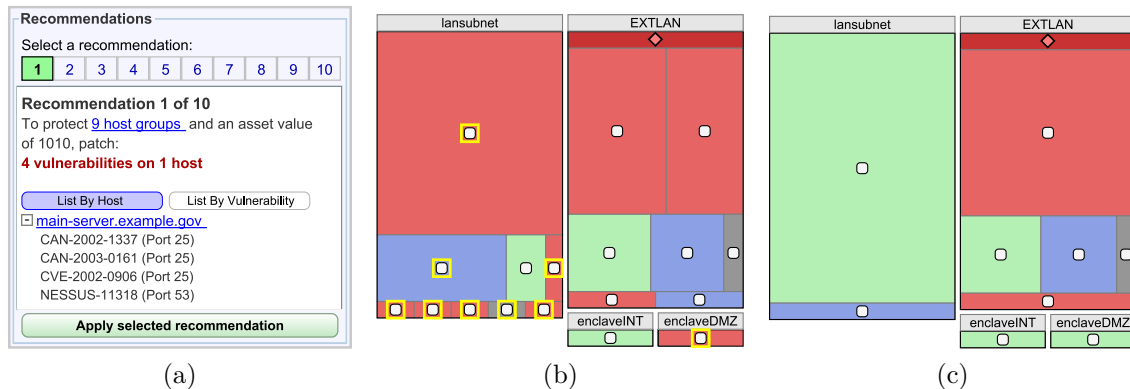 Recommendations
Select a recommendation:
1 2 3 4 5 6 7 8 9 10
Recommendation 1 of 10
To protect 9 host groups and an asset value
of 1010, patch:
4 vulnerabilities on 1 host
List By Host List By Vulnerability
main-server.example.gov
CAN-2002-1337 (Port 25)
CAN-2003-0161 (Port 25)
CVE-2002-0906 (Port 25)
NESSUS-11318 (Port 53)
Apply selected recommendation
(a)
lansubnet
EXTLAN
enclaveINT
enclaveDMZ
(b)
lansubnet
EXTLAN
enclaveINT
enclaveDMZ
(c)